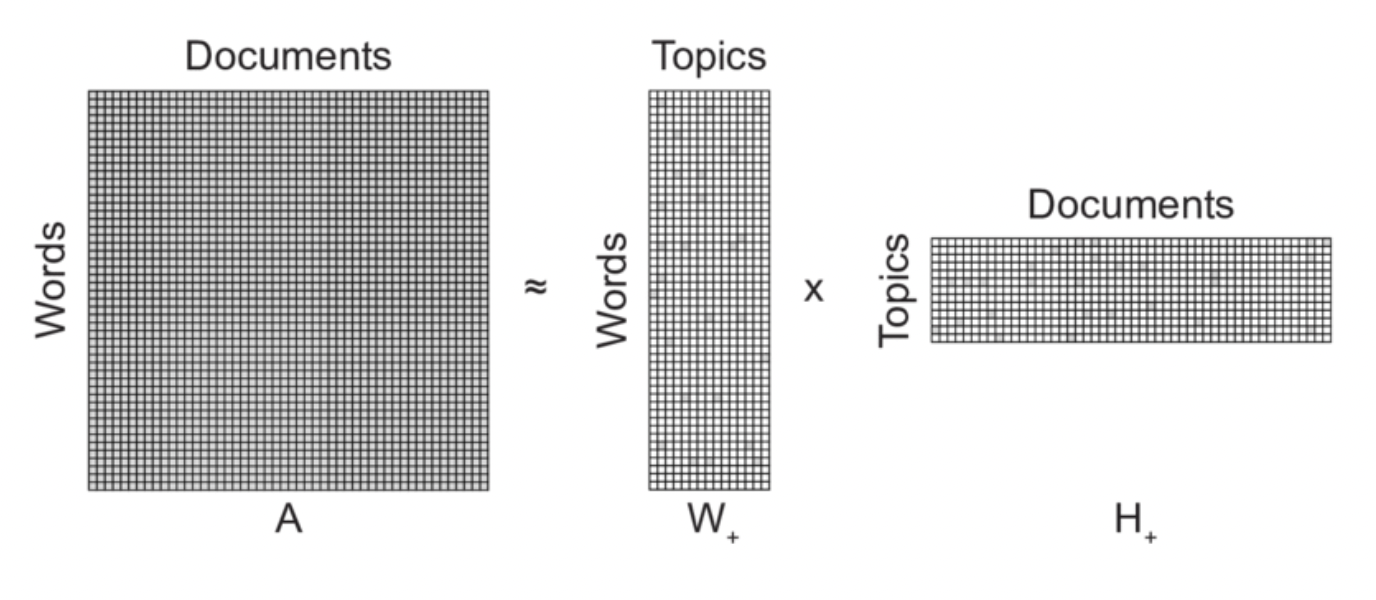 Documents
Words
A
≈
Topics
Words
W+
x
Documents
Topics
H+